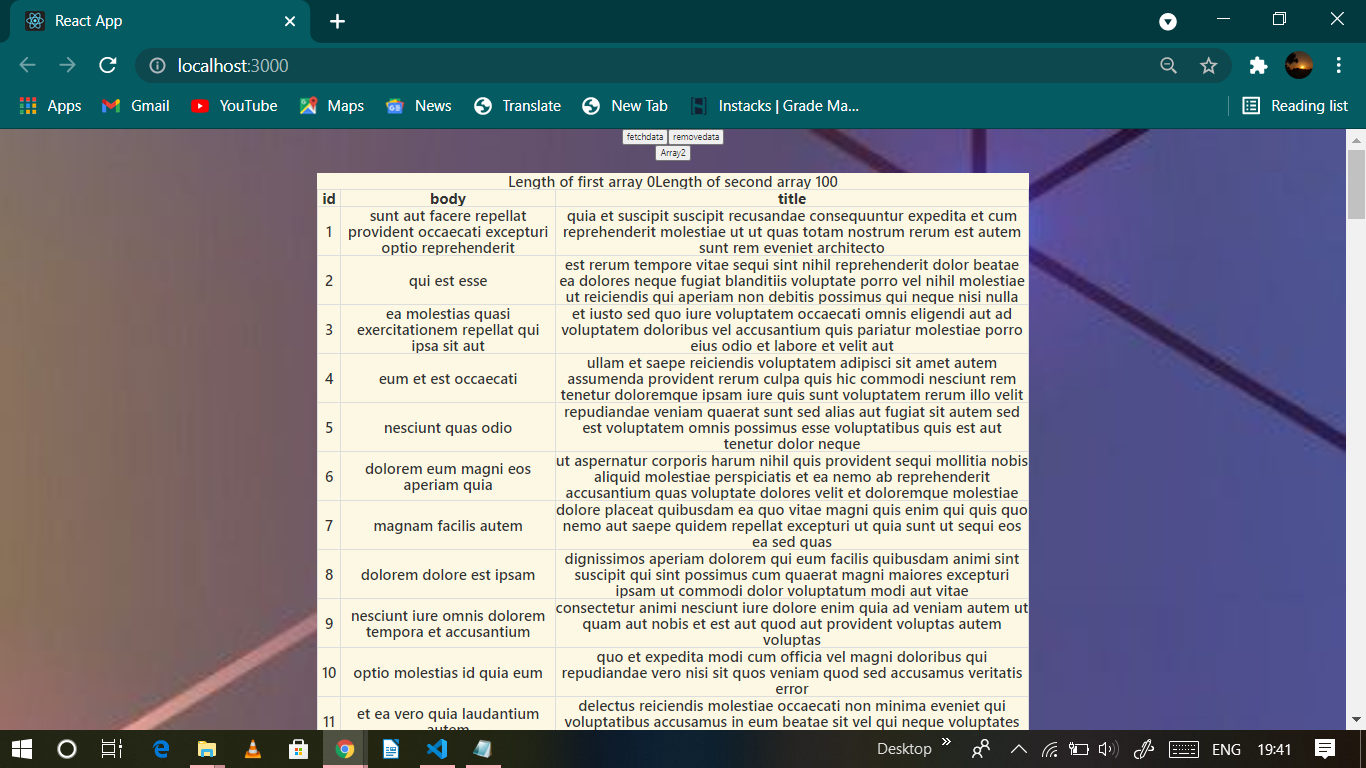 React App
localhost:3000
Apps Gmail YouTube Maps News Translate New Tab Instacks | Grade Ma... Reading list
fetchdata removedata
Array2
Length of first array 0Length of second array 100
id body title
1 sunt aut facere repellat provident occaecati excepturi optio reprehenderit
quia et suscipit suscipit recusandae consequuntur expedita et cum
reprehenderit molestiae ut ut quas totam nostrum rerum est autem
sunt rem eveniet architecto
2 qui est esse
est rerum tempore vitae sequi sint nihil reprehenderit dolor beatae
ea dolores neque fugiat blanditiis voluptate porro vel nihil molestiae
ut reiciendis qui aperiam non debitis possimus qui neque nisi nulla
3 ea molestias quasi exercitationem repellat qui ipsa sit aut
et iusto sed quo iure voluptatem occaecati omnis eligendi aut ad
voluptatem doloribus vel accusantium quis pariatur molestiae porro
eius odio et labore et velit aut
4 eum et est occaecati
ullam et saepe reiciendis voluptatem adipisci sit amet autem
assumenda provident rerum culpa quis hic commodi nesciunt rem
tenetur doloremque ipsam iure quis sunt voluptatem rerum illo velit
5 nesciunt quas odio
repudiandae veniam quaerat sunt sed alias aut fugiat sit autem sed
est voluptatem omnis possimus esse voluptatibus quis est aut
tenetur dolor neque
6 dolorem eum magni eos aperiam quia
ut aspernatur corporis harum nihil quis provident sequi mollitia nobis
aliquid molestiae perspiciatis et ea nemo ab reprehenderit
accusantium quas voluptate dolores velit et doloremque molestiae
7 magnam facilis autem
dolore placeat quibusdam ea quo vitae magni quis enim qui quis quo
nemo aut saepe quidem repellat excepturi ut quia sunt ut sequi eos
ea sed quas
8 dolorem dolore est ipsam
dignissimos aperiam dolorem qui eum facilis quibusdam animi sint
suscipit qui sint possimus cum quaerat magni maiores excepturi
ipsam ut commodi dolor voluptatum modi aut vitae
9 nesciunt iure omnis dolorem tempora et accusantium
consectetur animi nesciunt iure dolore enim quia ad veniam autem ut
quam aut nobis et est aut quod aut provident voluptas autem
voluptas
10 optio molestias id quia eum
quo et expedita modi cum officia vel magni doloribus qui
repudiandae vero nisi sit quos veniam quod sed accusamus veritatis
error
11 et ea vero quia laudantium autem
delectus reiciendis molestiae occaecati non minima eveniet qui
voluptatibus accusamus in eum beatae sit vel qui neque voluptates
Desktop ENG 19:41